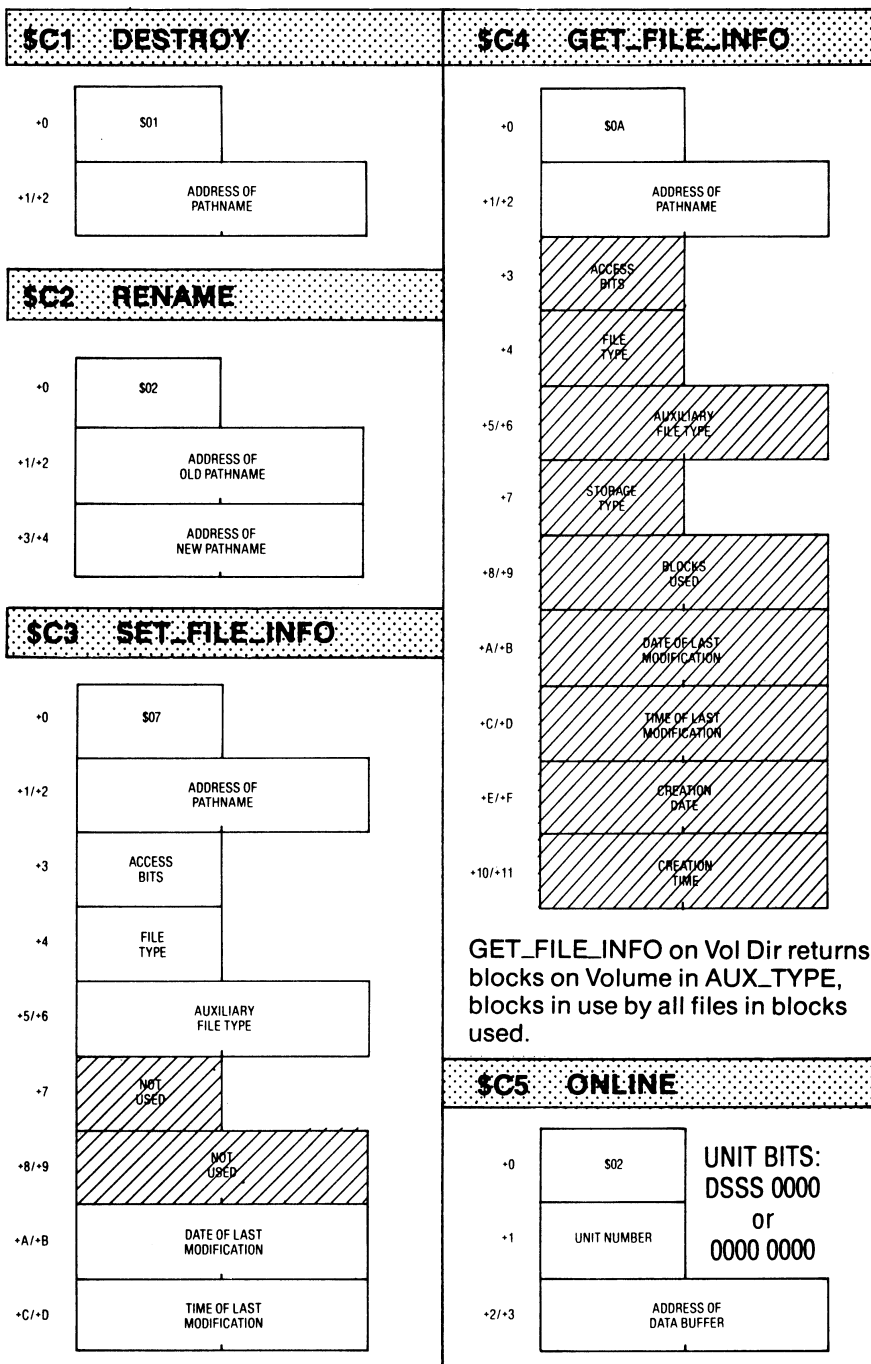 $C1 DESTROY
+0 $01
+1/+2 ADDRESS OF
PATHNAME
$C2 RENAME
+0 $02
+1/+2 ADDRESS OF
OLD PATHNAME
+3/+4 ADDRESS OF
NEW PATHNAME
$C3 SET_FILE_INFO
+0 $07
+1/+2 ADDRESS OF
PATHNAME
+3 ACCESS
BITS
+4 FILE
TYPE
+5/+6 AUXILIARY
FILE TYPE
+7 NOT
USED
+8/+9 NOT
USED
+A/+B DATE OF LAST
MODIFICATION
+C/+D TIME OF LAST
MODIFICATION
$C4 GET_FILE_INFO
+0 $0A
+1/+2 ADDRESS OF
PATHNAME
+3 ACCESS
BITS
+4 FILE
TYPE
+5/+6 AUXILIARY
FILE TYPE
+7 STORAGE
TYPE
+8/+9 BLOCKS
USED
+A/+B DATE OF LAST
MODIFICATION
+C/+D TIME OF LAST
MODIFICATION
+E/+F CREATION
DATE
+10/+11 CREATION
TIME
GET_FILE_INFO on Vol Dir returns
blocks on Volume in AUX_TYPE,
blocks in use by all files in blocks
used.
$C5 ONLINE
+0 $02
+1 UNIT NUMBER
+2/+3 ADDRESS OF
DATA BUFFER
UNIT BITS:
DSSS 0000
or
0000 0000